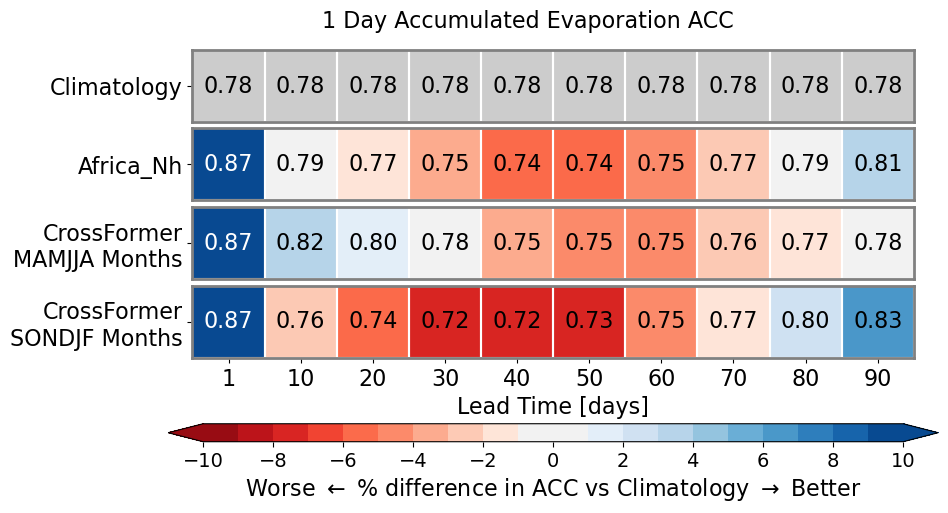 1 Day Accumulated Evaporation ACC
Climatology 0.78 0.78 0.78 0.78 0.78 0.78 0.78 0.78 0.78 0.78
Africa_Nh 0.87 0.79 0.77 0.75 0.74 0.74 0.75 0.77 0.79 0.81
CrossFormer
MAMJJA Months 0.87 0.82 0.80 0.78 0.75 0.75 0.75 0.76 0.77 0.78
CrossFormer
SONDJF Months 0.87 0.76 0.74 0.72 0.72 0.73 0.75 0.77 0.80 0.83
1 10 20 30 40 50 60 70 80 90
Lead Time [days]
−10 −8 −6 −4 −2 0 2 4 6 8 10
Worse ← % difference in ACC vs Climatology → Better